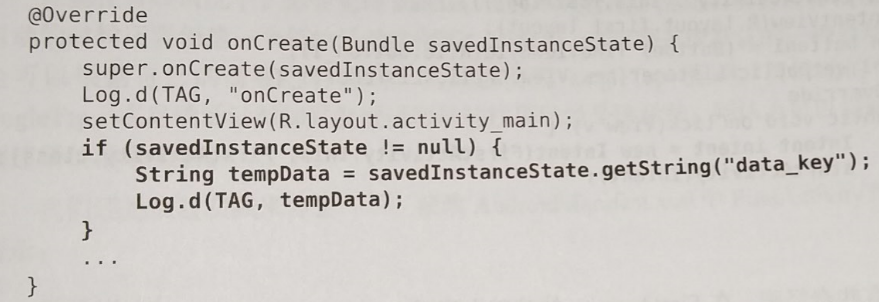 @Override
protected void onCreate(Bundle savedInstanceState) {
    super.onCreate(savedInstanceState);
    Log.d(TAG, "onCreate");
    setContentView(R.layout.activity_main);
    if (savedInstanceState != null) {
        String tempData = savedInstanceState.getString("data_key");
        Log.d(TAG, tempData);
    }
    ...
}